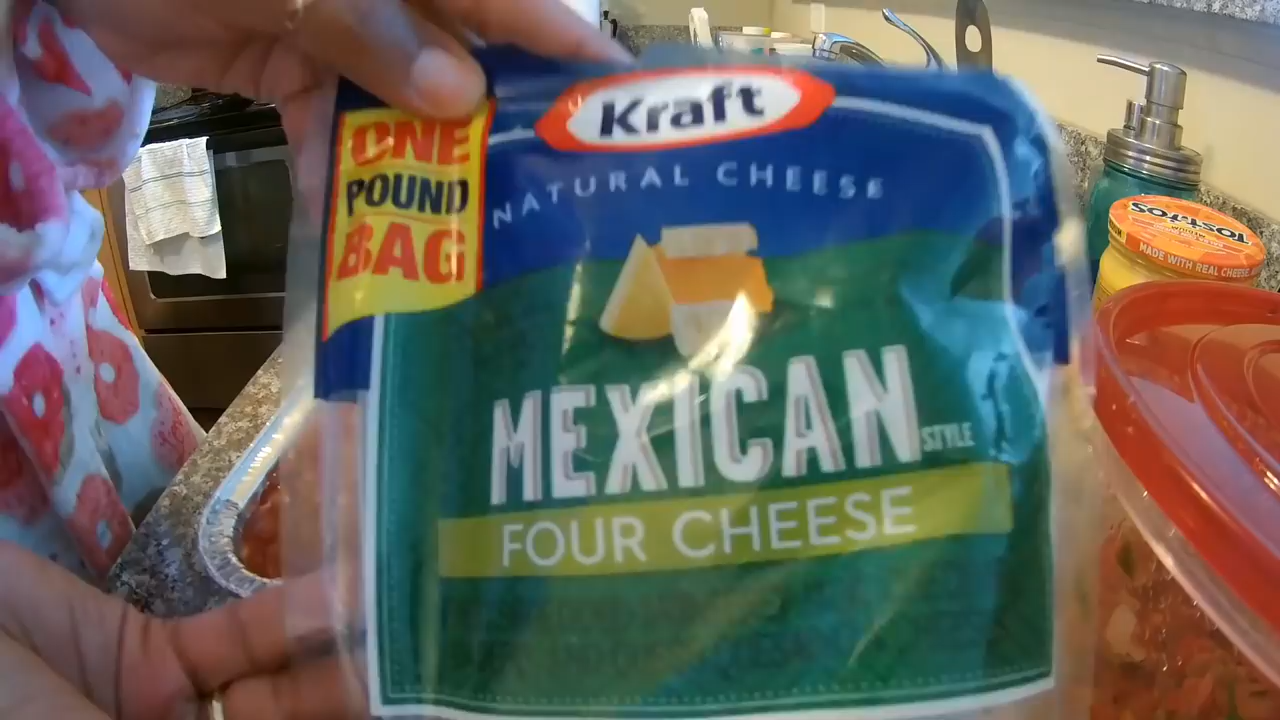 Kraft
NATURAL CHEESE
ONE
POUND
BAG
MEXICAN
STYLE
FOUR CHEESE
TOSTITOS
MADE WITH REAL CHEESE